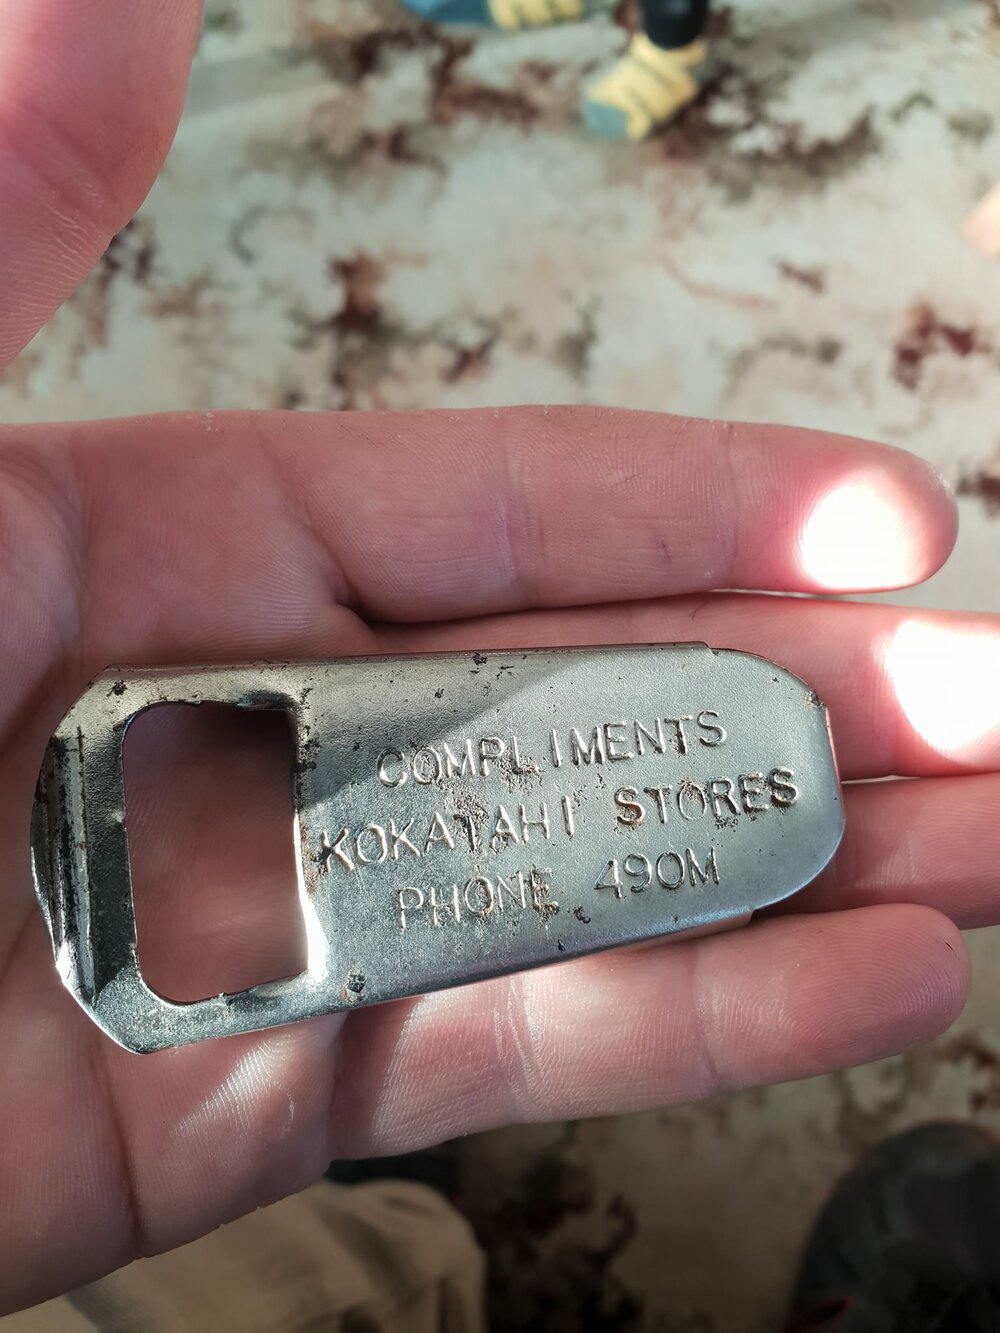 COMPLIMENTS
KOKATAHI STORES
PHONE 490M